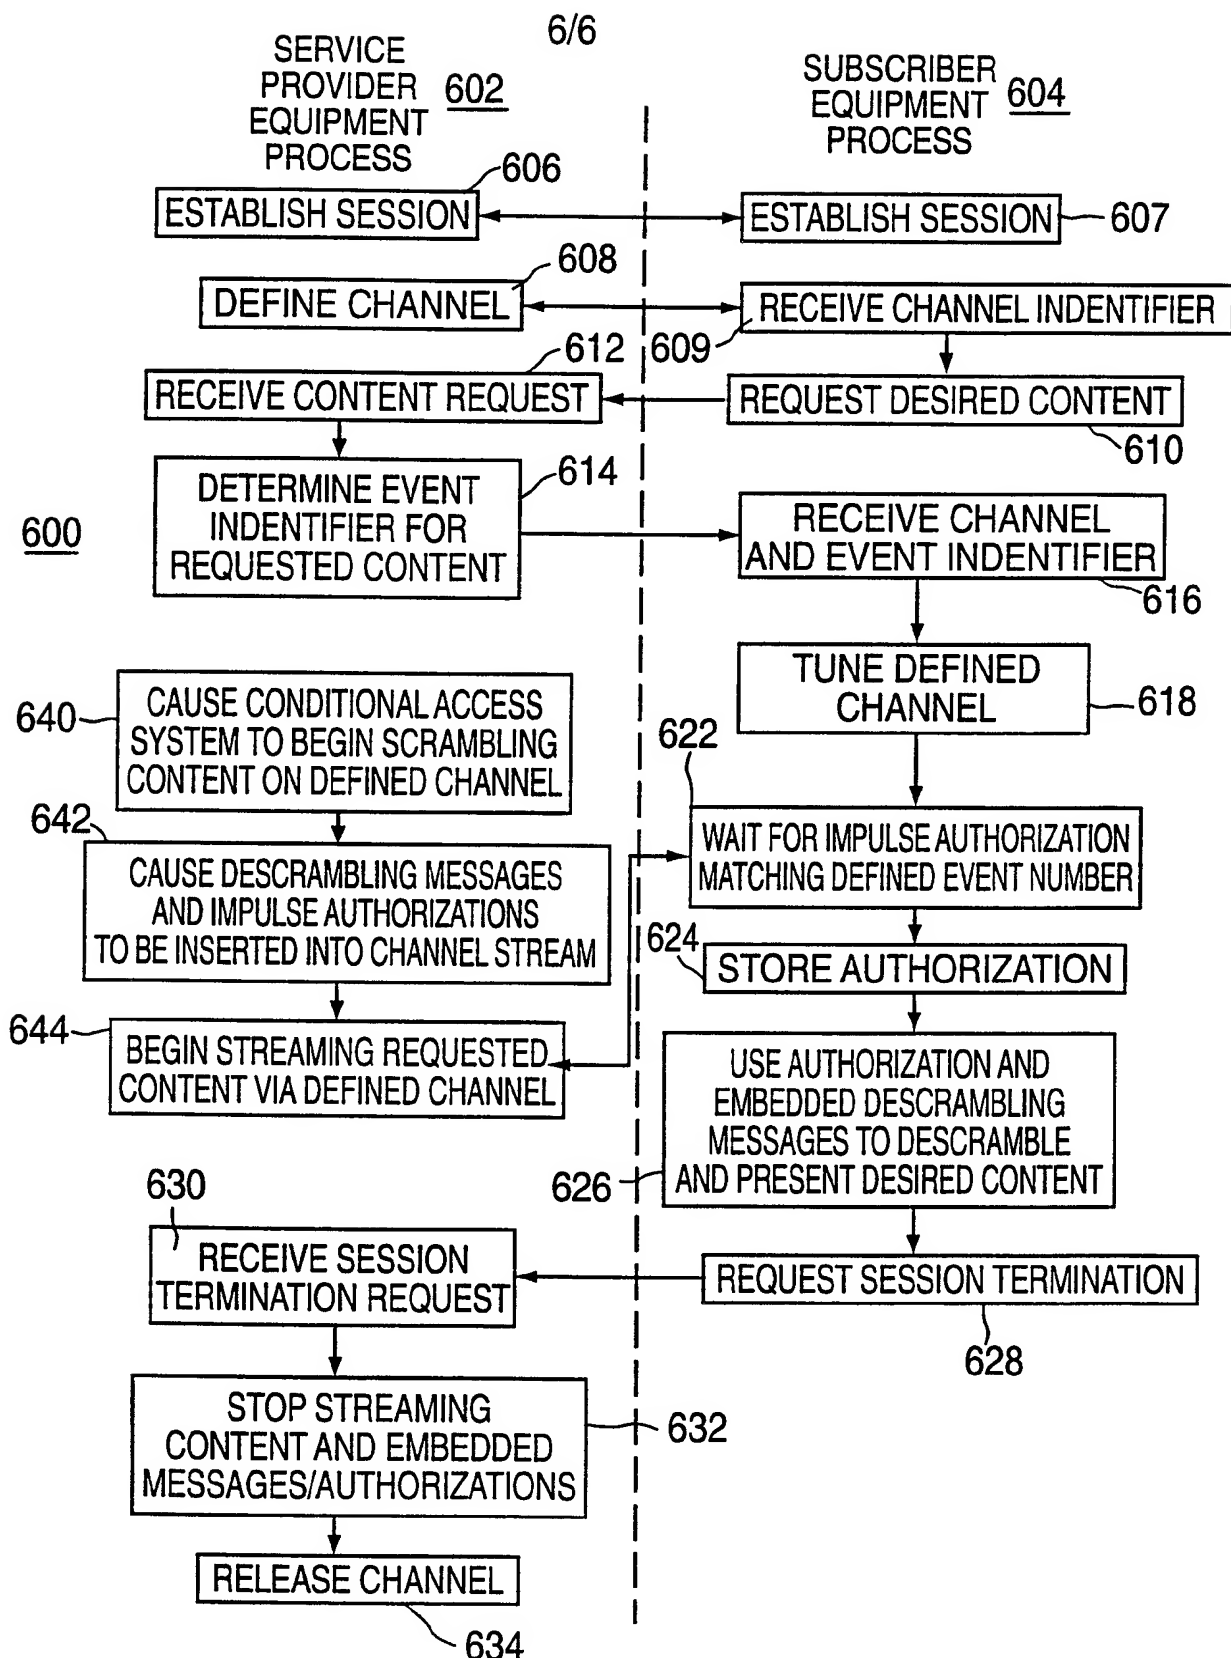 6/6
SERVICE
PROVIDER
EQUIPMENT
PROCESS
602
SUBSCRIBER
EQUIPMENT
PROCESS
604
606
ESTABLISH SESSION
ESTABLISH SESSION
607
608
DEFINE CHANNEL
RECEIVE CHANNEL INDENTIFIER
609
612
RECEIVE CONTENT REQUEST
REQUEST DESIRED CONTENT
610
614
DETERMINE EVENT
INDENTIFIER FOR
REQUESTED CONTENT
600
RECEIVE CHANNEL
AND EVENT INDENTIFIER
616
TUNE DEFINED
CHANNEL
618
640
CAUSE CONDITIONAL ACCESS
SYSTEM TO BEGIN SCRAMBLING
CONTENT ON DEFINED CHANNEL
622
WAIT FOR IMPULSE AUTHORIZATION
MATCHING DEFINED EVENT NUMBER
642
CAUSE DESCRAMBLING MESSAGES
AND IMPULSE AUTHORIZATIONS
TO BE INSERTED INTO CHANNEL STREAM
624
STORE AUTHORIZATION
644
BEGIN STREAMING REQUESTED
CONTENT VIA DEFINED CHANNEL
USE AUTHORIZATION AND
EMBEDDED DESCRAMBLING
MESSAGES TO DESCRAMBLE
AND PRESENT DESIRED CONTENT
626
630
RECEIVE SESSION
TERMINATION REQUEST
REQUEST SESSION TERMINATION
628
STOP STREAMING
CONTENT AND EMBEDDED
MESSAGES/AUTHORIZATIONS
632
RELEASE CHANNEL
634